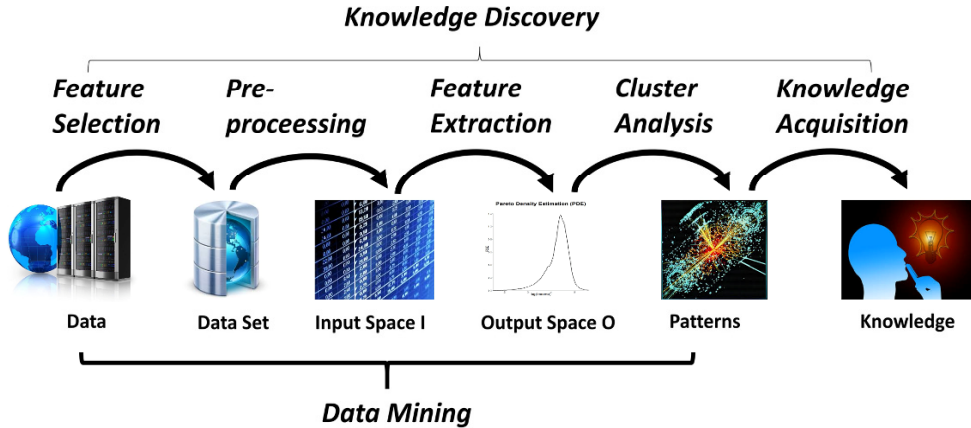 Knowledge Discovery
Feature
Selection
Pre-
proceessing
Feature
Extraction
Cluster
Analysis
Knowledge
Acquisition
Pareto Density Estimation (PDE)
Data
Data Set
Input Space I
Output Space O
Patterns
Knowledge
Data Mining